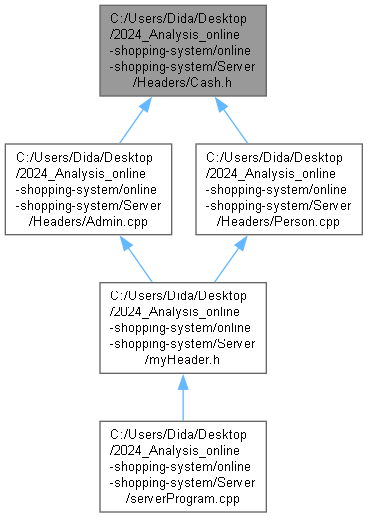 C:/Users/Dida/Desktop
/2024_Analysis_online
-shopping-system/online
-shopping-system/Server
/Headers/Cash.h
C:/Users/Dida/Desktop
/2024_Analysis_online
-shopping-system/online
-shopping-system/Server
/Headers/Admin.cpp
C:/Users/Dida/Desktop
/2024_Analysis_online
-shopping-system/online
-shopping-system/Server
/Headers/Person.cpp
C:/Users/Dida/Desktop
/2024_Analysis_online
-shopping-system/online
-shopping-system/Server
/myHeader.h
C:/Users/Dida/Desktop
/2024_Analysis_online
-shopping-system/online
-shopping-system/Server
/serverProgram.cpp